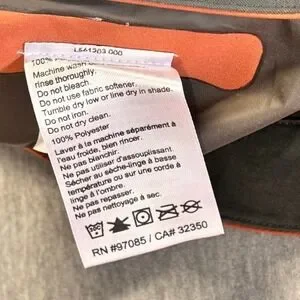 L541203 000
100% Polyester
Machine wash
rinse thoroughly.
Do not bleach.
Do not use fabric softener.
Tumble dry low or line dry in shade.
Do not iron.
Do not dry clean.
100% Polyester
Laver à la machine séparément à
l'eau froide, bien rincer.
Ne pas blanchir.
Ne pas utiliser d'assouplissant.
Sécher au sèche-linge à basse
température ou sur une corde à
linge à l'ombre.
Ne pas repasser.
Ne pas nettoyage à sec.
RN #97085 / CA# 32350